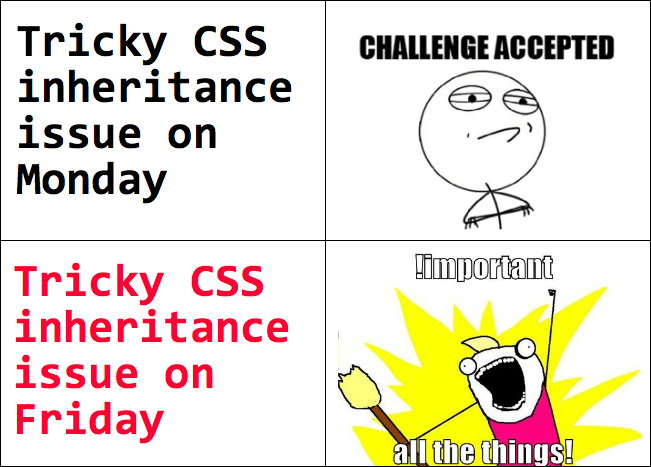 Tricky CSS
inheritance
issue on
Monday
CHALLENGE ACCEPTED
Tricky CSS
inheritance
issue on
Friday
!important
all the things!